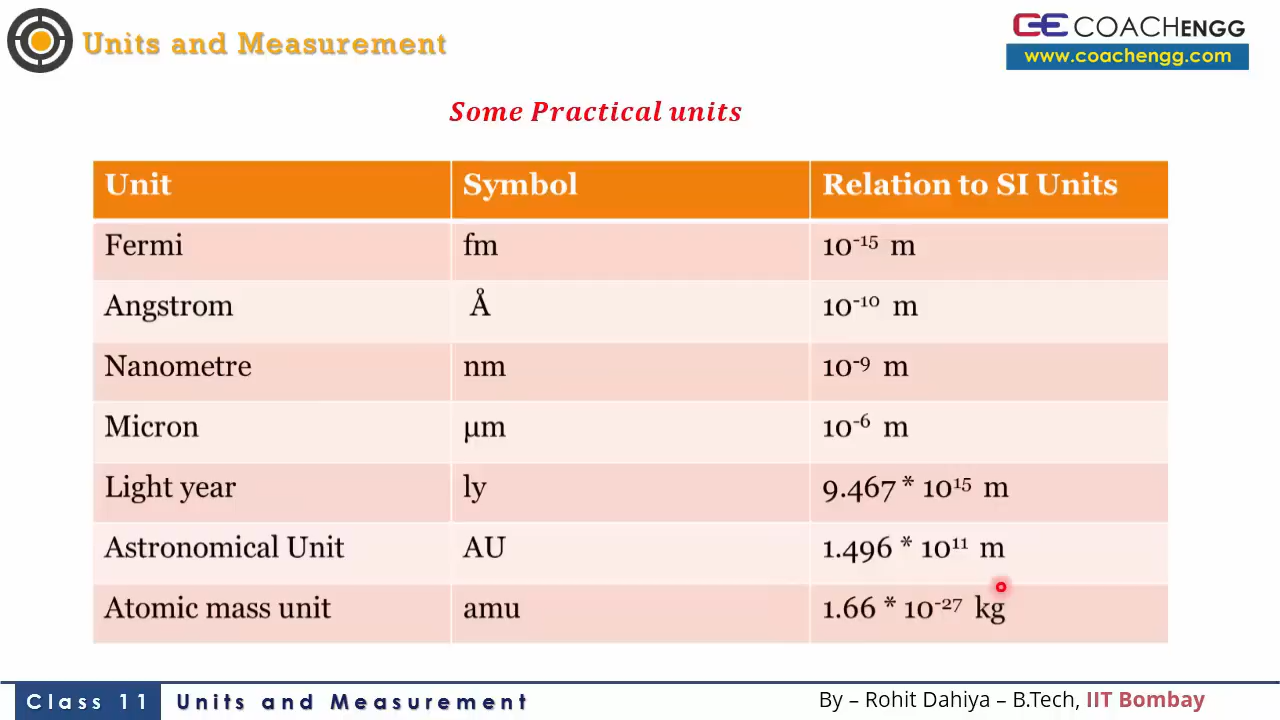 Units and Measurement
CE COACHENGG
www.coachengg.com
Some Practical units
Unit Symbol Relation to SI Units
Fermi fm 10⁻¹⁵ m
Angstrom Å 10⁻¹⁰ m
Nanometre nm 10⁻⁹ m
Micron µm 10⁻⁶ m
Light year ly 9.467 * 10¹⁵ m
Astronomical Unit AU 1.496 * 10¹¹ m
Atomic mass unit amu 1.66 * 10⁻²⁷ kg
Class 11 Units and Measurement By – Rohit Dahiya – B.Tech, IIT Bombay